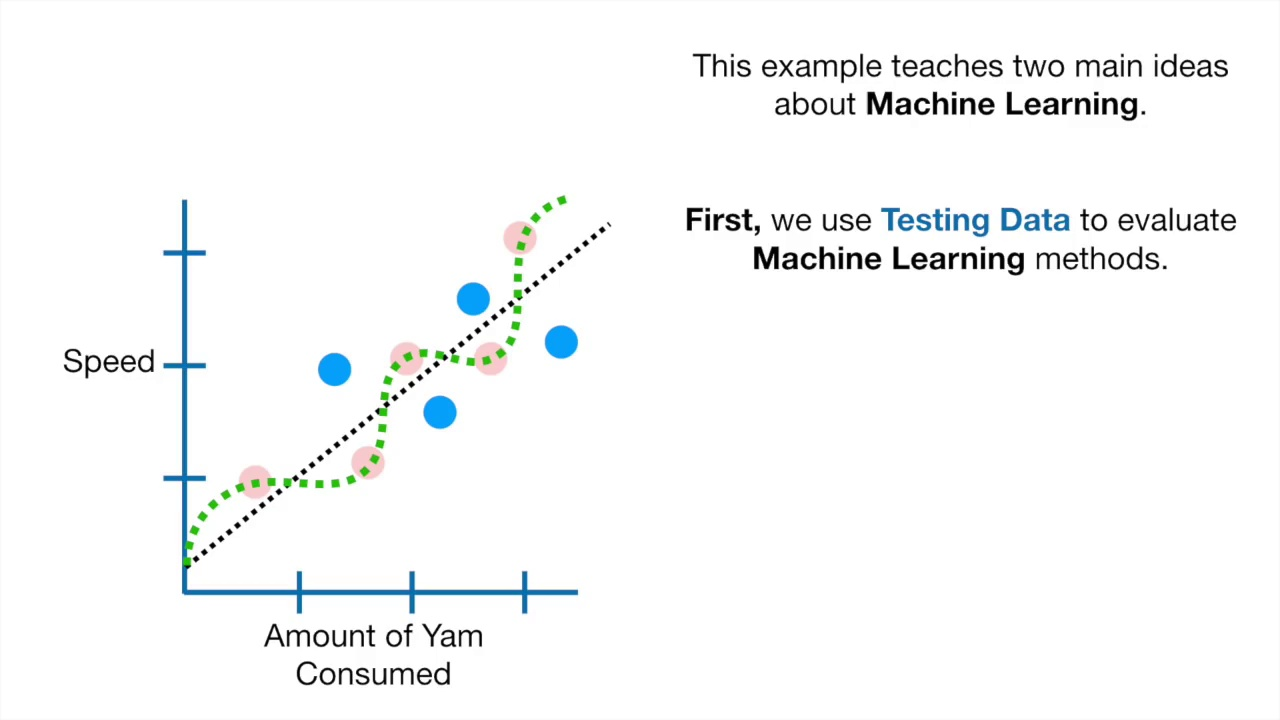 This example teaches two main ideas
about Machine Learning.
First, we use Testing Data to evaluate
Machine Learning methods.
Speed
Amount of Yam
Consumed